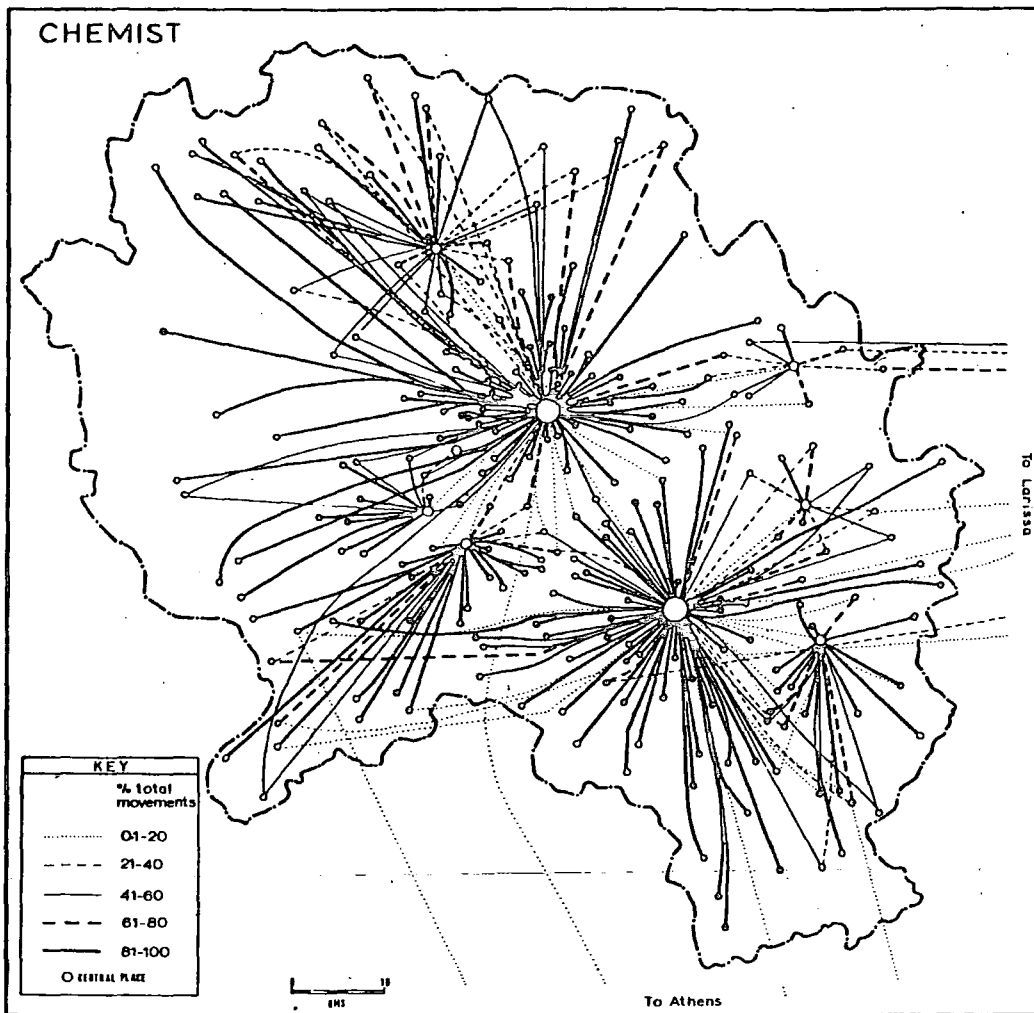 CHEMIST
To Larissa
KEY
% total
movements
0·1-20
21-40
41-60
61-80
81-100
CENTRAL PLACE
KMS
To Athens